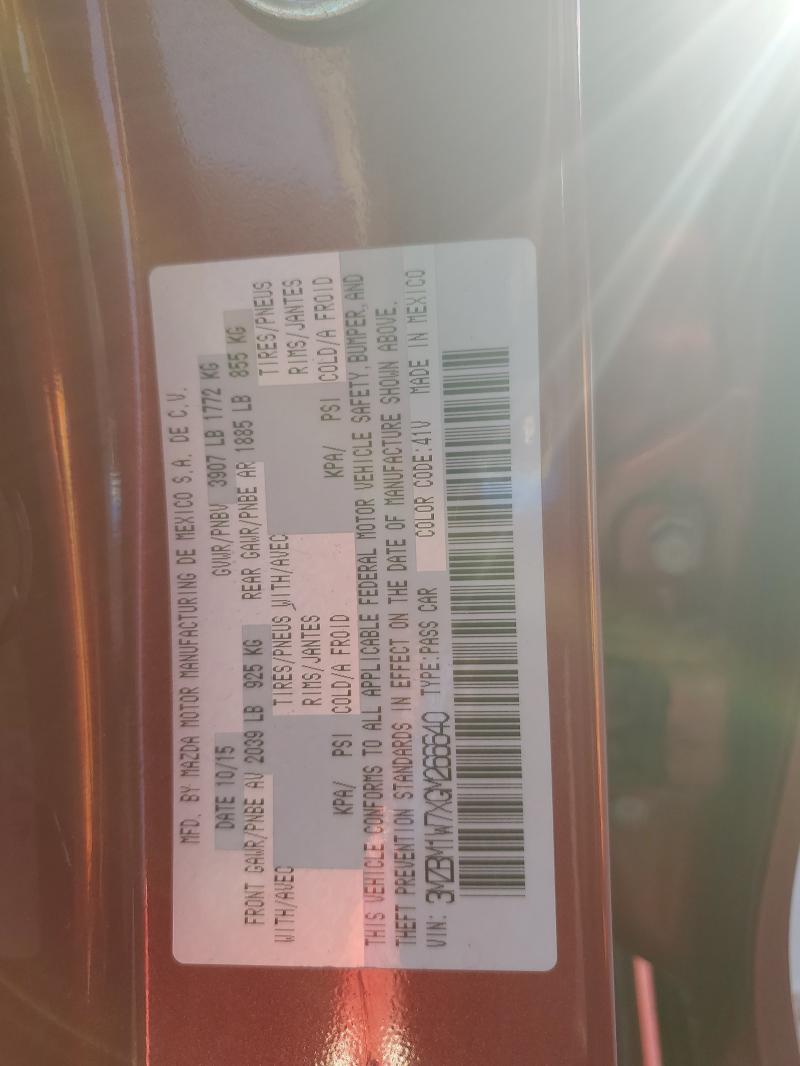 MFD. BY MAZDA MOTOR MANUFACTURING DE MEXICO S.A. DE C.V.
DATE 10/15 GVWR/PNBV 3907 LB 1772 KG
FRONT GAWR/PNBE AV 2039 LB 925 KG REAR GAWR/PNBE AR 1885 LB 855 KG
WITH/AVEC TIRES/PNEUS WITH/AVEC TIRES/PNEUS
RIMS/JANTES RIMS/JANTES
KPA/ PSI COLD/A FROID KPA/ PSI COLD/A FROID
THIS VEHICLE CONFORMS TO ALL APPLICABLE FEDERAL MOTOR VEHICLE SAFETY,BUMPER,AND
THEFT PREVENTION STANDARDS IN EFFECT ON THE DATE OF MANUFACTURE SHOWN ABOVE.
VIN: 3MZBM1W7XGM266640 TYPE:PASS CAR COLOR CODE:41V MADE IN MEXICO